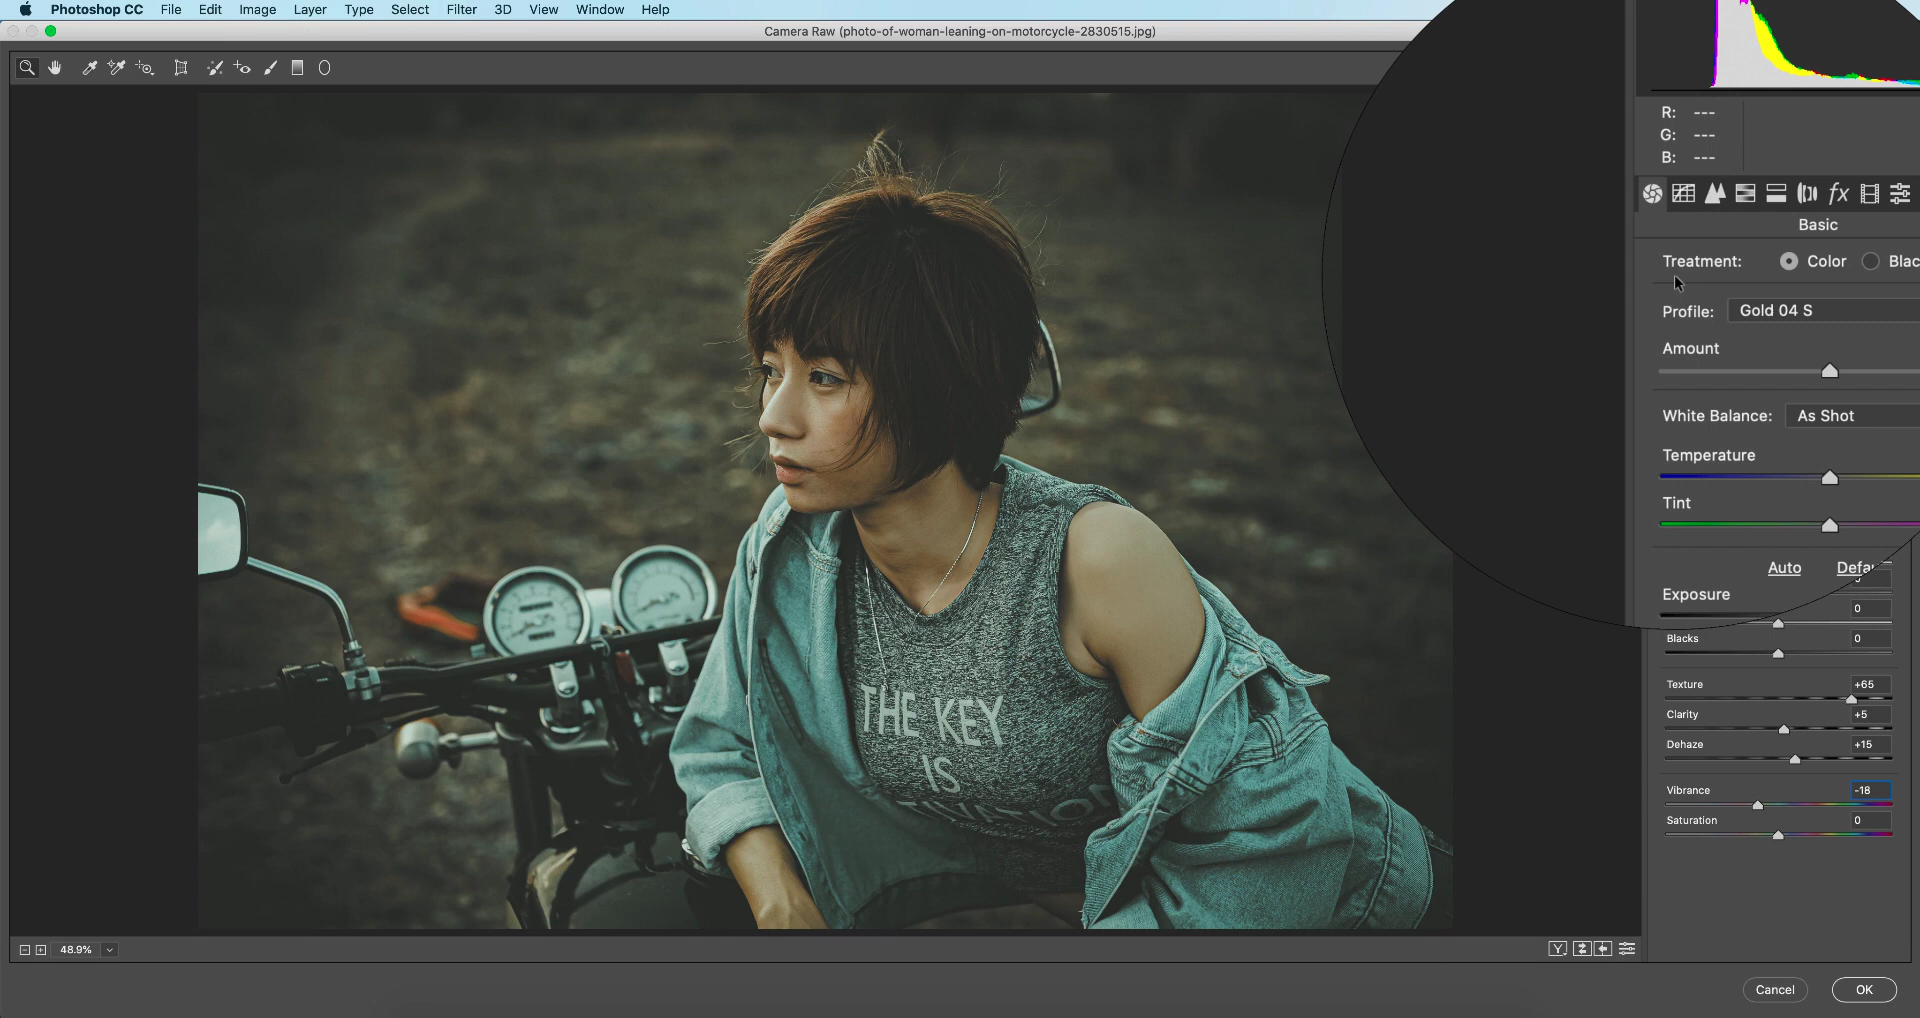 Photoshop CC File Edit Image Layer Type Select Filter 3D View Window Help
Camera Raw (photo-of-woman-leaning-on-motorcycle-2830515.jpg)
R: ---
G: ---
B: ---
fx
Basic
Treatment: Color Blac
Profile: Gold 04 S
Amount
White Balance: As Shot
Temperature
Tint
Auto Defau
Exposure
0
Blacks 0
Texture +65
Clarity +5
Dehaze +15
Vibrance -18
Saturation 0
THE KEY
IS
48.9%
Y
Cancel OK